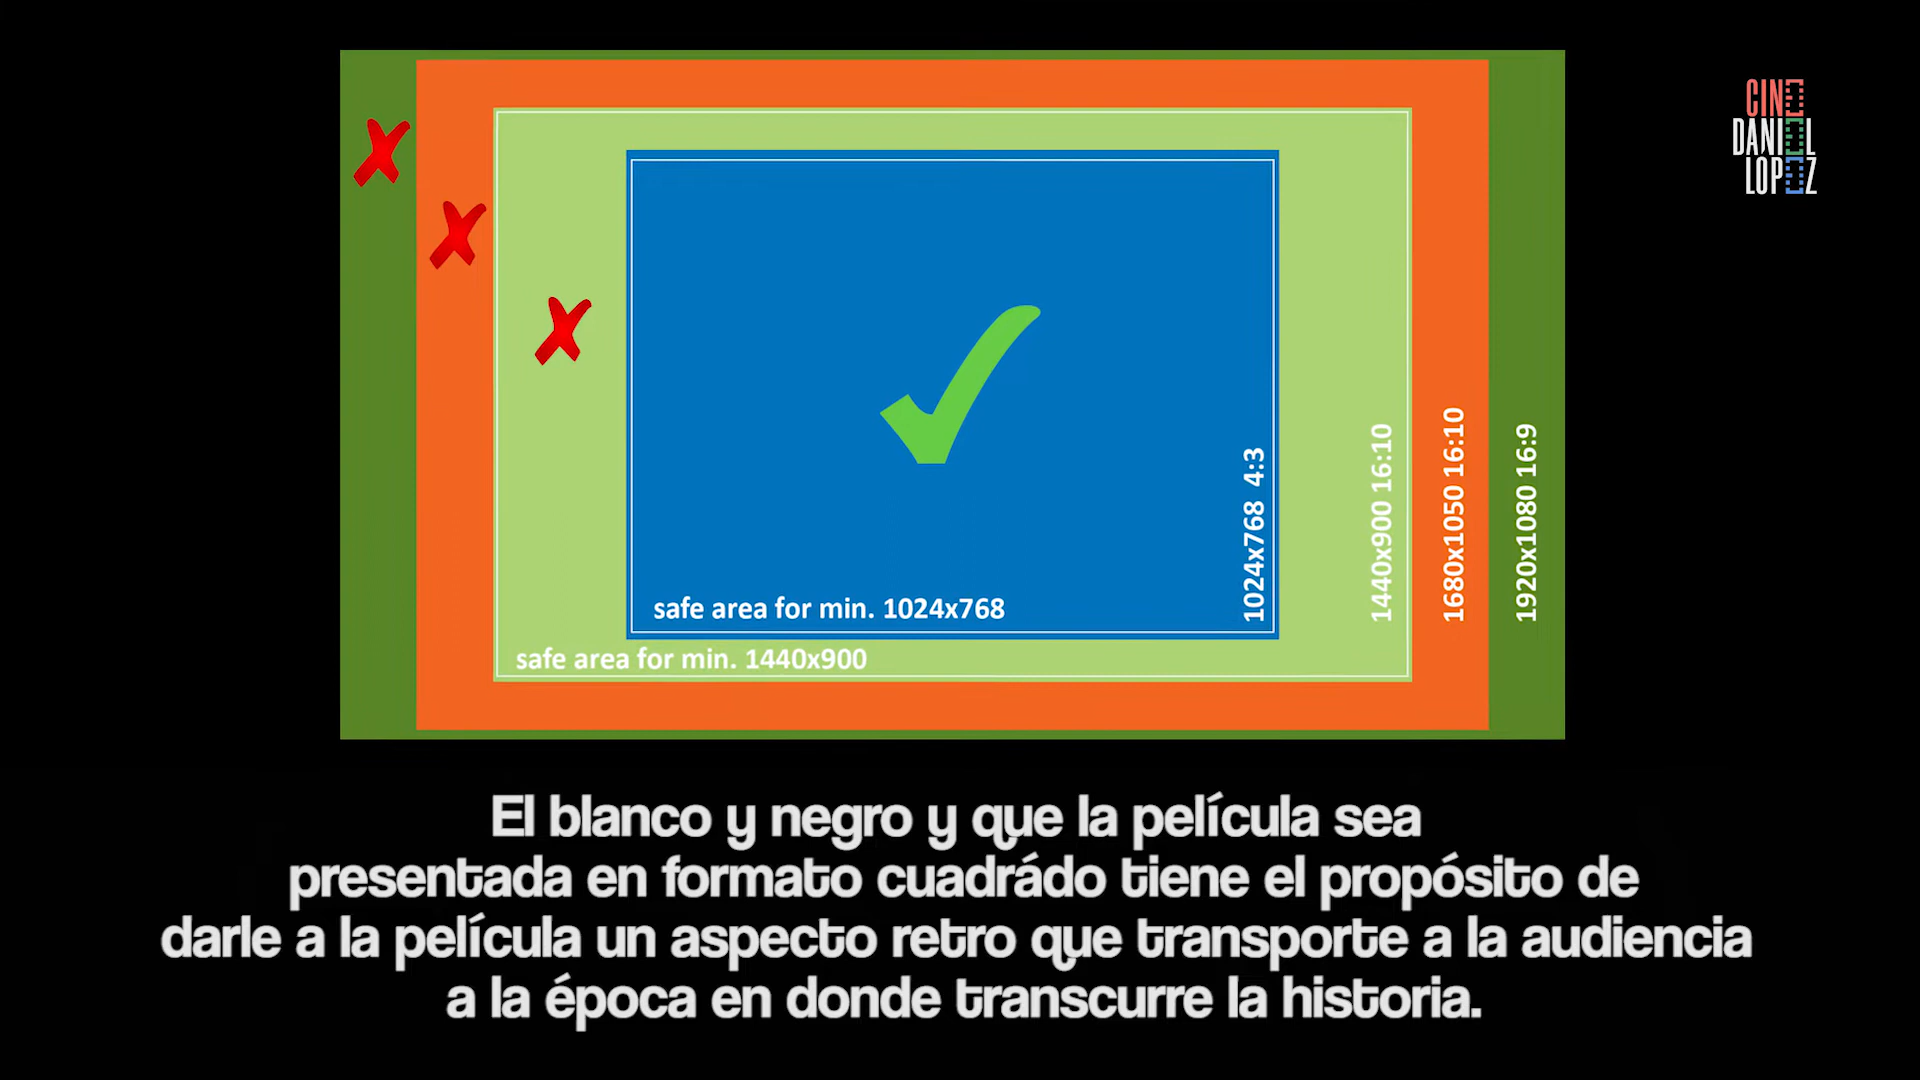 CINE
DANIEL
LOPEZ
1024x768 4:3
1440x900 16:10
1680x1050 16:10
1920x1080 16:9
safe area for min. 1024x768
safe area for min. 1440x900
El blanco y negro y que la película sea
presentada en formato cuadrádo tiene el propósito de
darle a la película un aspecto retro que transporte a la audiencia
a la época en donde transcurre la historia.